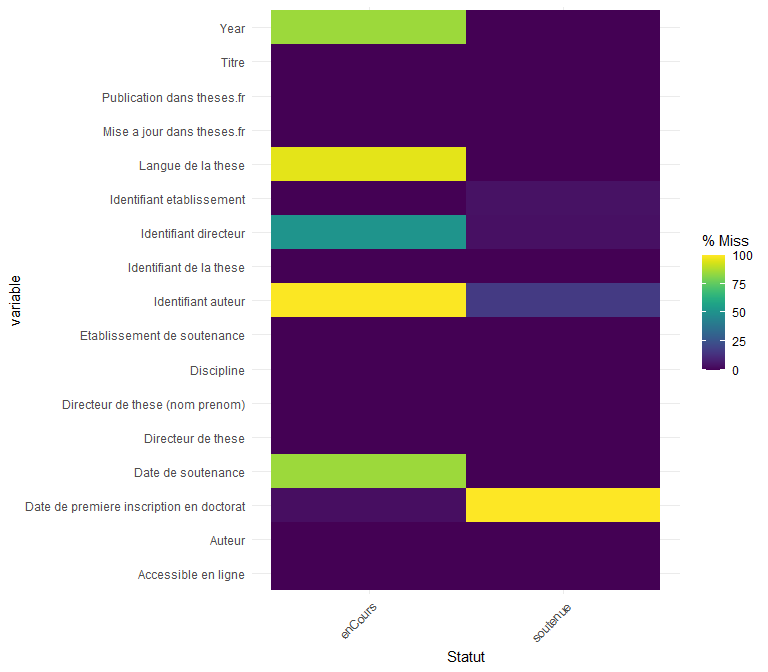 Year
Titre
Publication dans theses.fr
Mise a jour dans theses.fr
Langue de la these
Identifiant etablissement
Identifiant directeur
Identifiant de la these
Identifiant auteur
Etablissement de soutenance
Discipline
Directeur de these (nom prenom)
Directeur de these
Date de soutenance
Date de premiere inscription en doctorat
Auteur
Accessible en ligne
variable
enCours
soutenue
Statut
% Miss
100
75
50
25
0